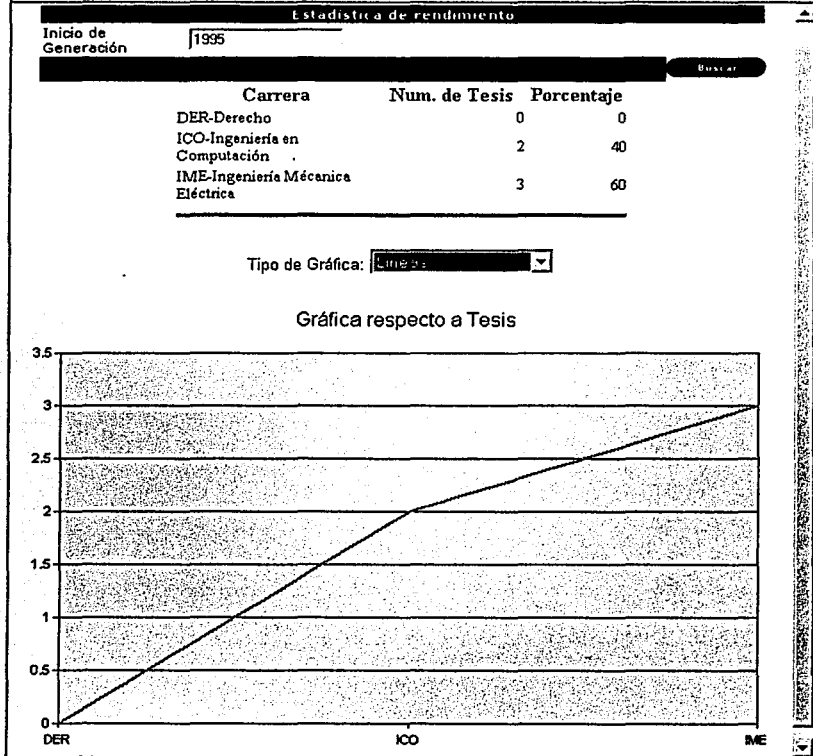 Estadística de rendimiento
Inicio de
Generación
1995
Buscar
Carrera Num. de Tesis Porcentaje
DER-Derecho 0 0
ICO-Ingeniería en
Computación 2 40
IME-Ingeniería Mécanica
Eléctrica 3 60
Tipo de Gráfica: Lineas
Gráfica respecto a Tesis
3.5
3
2.5
2
1.5
1
0.5
0
DER ICO IME